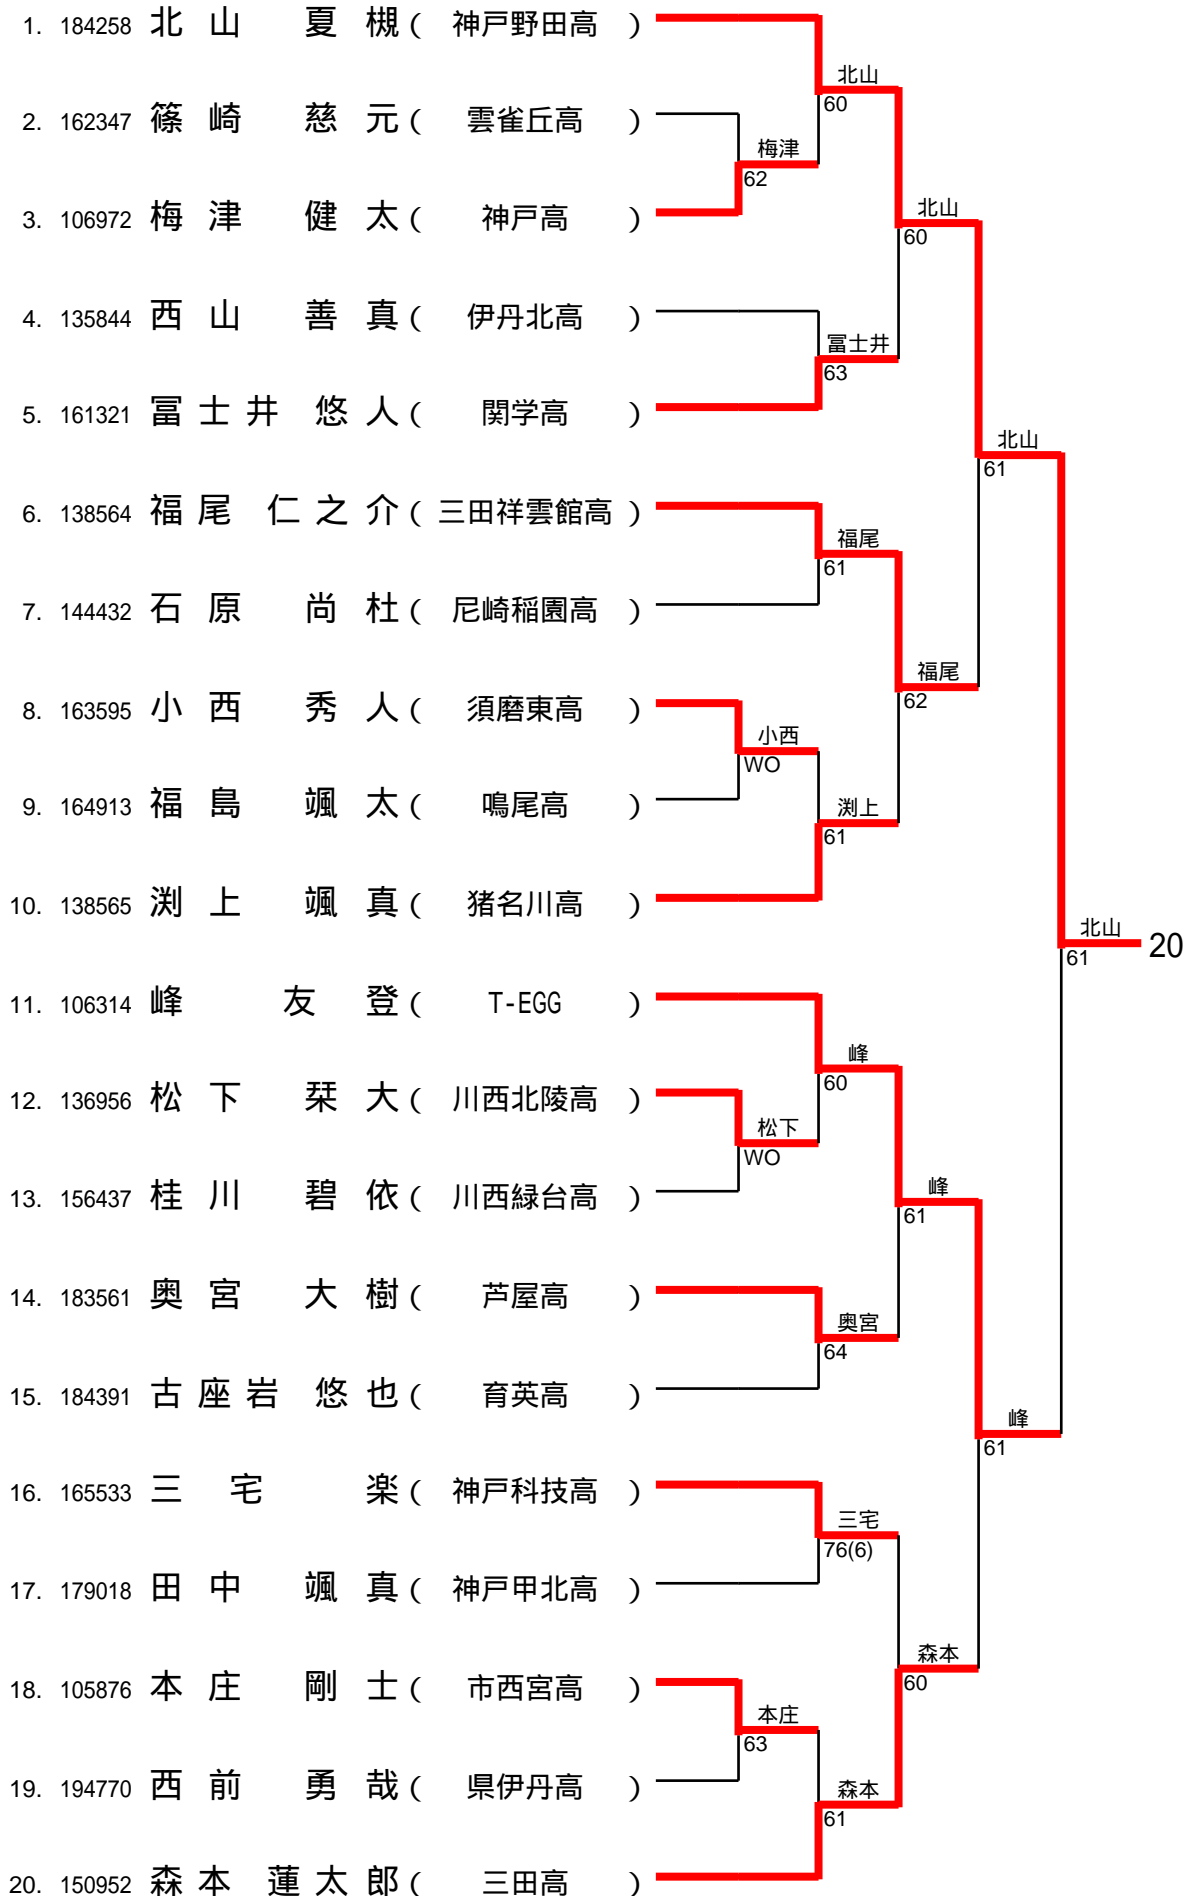 1. 184258 北 山 夏 槻 ( 神戸野田高 )
北山
60
2. 162347 篠 崎 慈 元 ( 雲雀丘高 )
梅津
62
3. 106972 梅 津 健 太 ( 神戸高 )
北山
60
4. 135844 西 山 善 真 ( 伊丹北高 )
冨士井
63
5. 161321 冨 士 井 悠 人 ( 関学高 )
北山
61
6. 138564 福 尾 仁 之 介 ( 三田祥雲館高 )
福尾
61
7. 144432 石 原 尚 杜 ( 尼崎稲園高 )
福尾
62
8. 163595 小 西 秀 人 ( 須磨東高 )
小西
WO
9. 164913 福 島 颯 太 ( 鳴尾高 )
渕上
61
10. 138565 渕 上 颯 真 ( 猪名川高 )
北山
61
20
11. 106314 峰 友 登 ( T-EGG )
峰
60
12. 136956 松 下 栞 大 ( 川西北陵高 )
松下
WO
13. 156437 桂 川 碧 依 ( 川西緑台高 )
峰
61
14. 183561 奥 宮 大 樹 ( 芦屋高 )
奥宮
64
15. 184391 古 座 岩 悠 也 ( 育英高 )
峰
61
16. 165533 三 宅 楽 ( 神戸科技高 )
三宅
76(6)
17. 179018 田 中 颯 真 ( 神戸甲北高 )
森本
60
18. 105876 本 庄 剛 士 ( 市西宮高 )
本庄
63
19. 194770 西 前 勇 哉 ( 県伊丹高 )
森本
61
20. 150952 森 本 蓮 太 郎 ( 三田高 )